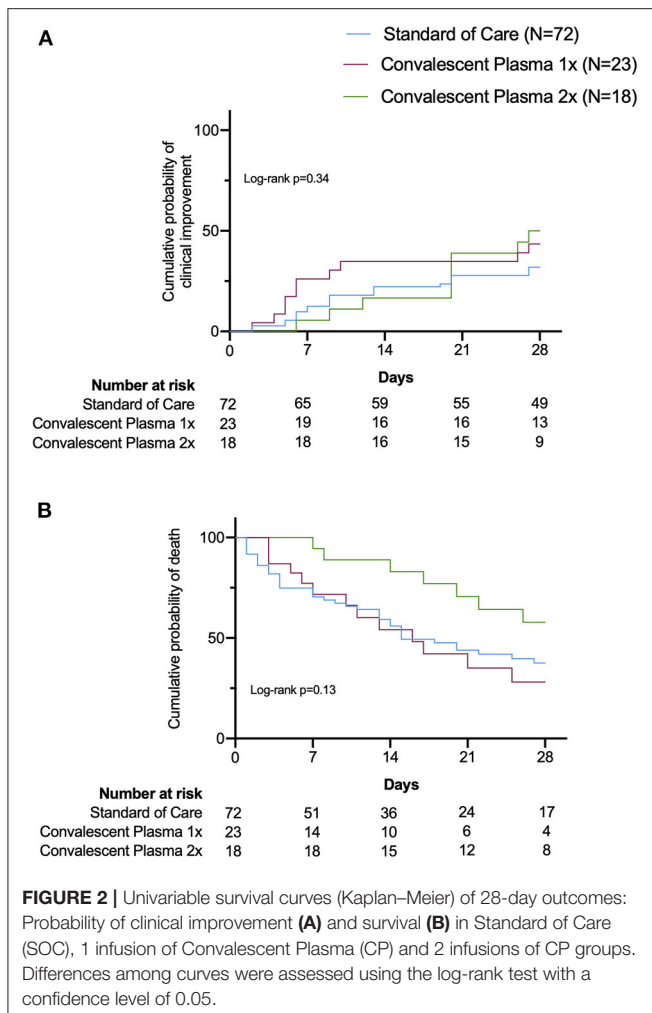 A
Standard of Care (N=72)
Convalescent Plasma 1x (N=23)
Convalescent Plasma 2x (N=18)
Cumulative probability of
clinical improvement
100
50
0
Log-rank p=0.34
0 7 14 21 28
Days
Number at risk
Standard of Care 72 65 59 55 49
Convalescent Plasma 1x 23 19 16 16 13
Convalescent Plasma 2x 18 18 16 15 9
B
Cumulative probability of death
100
50
0
Log-rank p=0.13
0 7 14 21 28
Days
Number at risk
Standard of Care 72 51 36 24 17
Convalescent Plasma 1x 23 14 10 6 4
Convalescent Plasma 2x 18 18 15 12 8
FIGURE 2 | Univariable survival curves (Kaplan–Meier) of 28-day outcomes:
Probability of clinical improvement (A) and survival (B) in Standard of Care
(SOC), 1 infusion of Convalescent Plasma (CP) and 2 infusions of CP groups.
Differences among curves were assessed using the log-rank test with a
confidence level of 0.05.